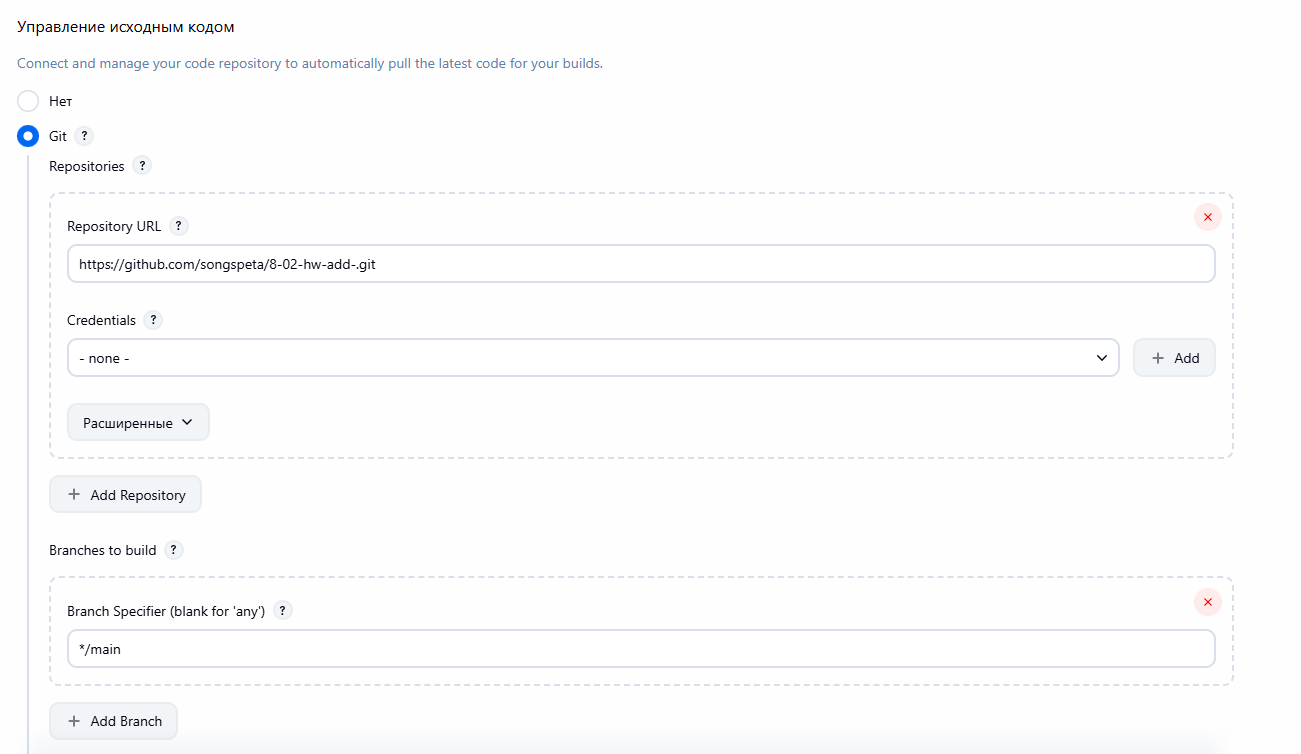 Управление исходным кодом
Connect and manage your code repository to automatically pull the latest code for your builds.
Нет
Git ?
Repositories ?
Repository URL ?
https://github.com/songspeta/8-02-hw-add-.git
Credentials ?
- none -
+ Add
Расширенные
+ Add Repository
Branches to build ?
Branch Specifier (blank for 'any') ?
*/main
+ Add Branch